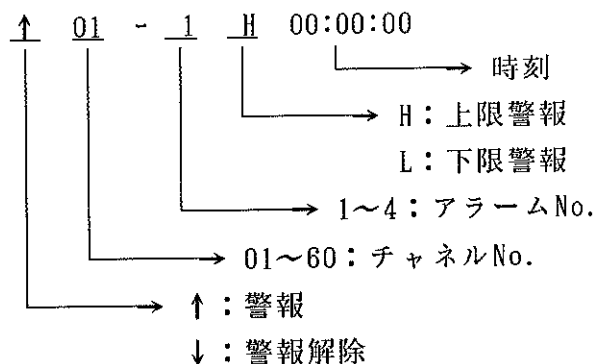 ↑ 01 - 1 H 00:00:00
時刻
H：上限警報
L：下限警報
1～4：アラームNo.
01～60：チャネルNo.
↑：警報
↓：警報解除